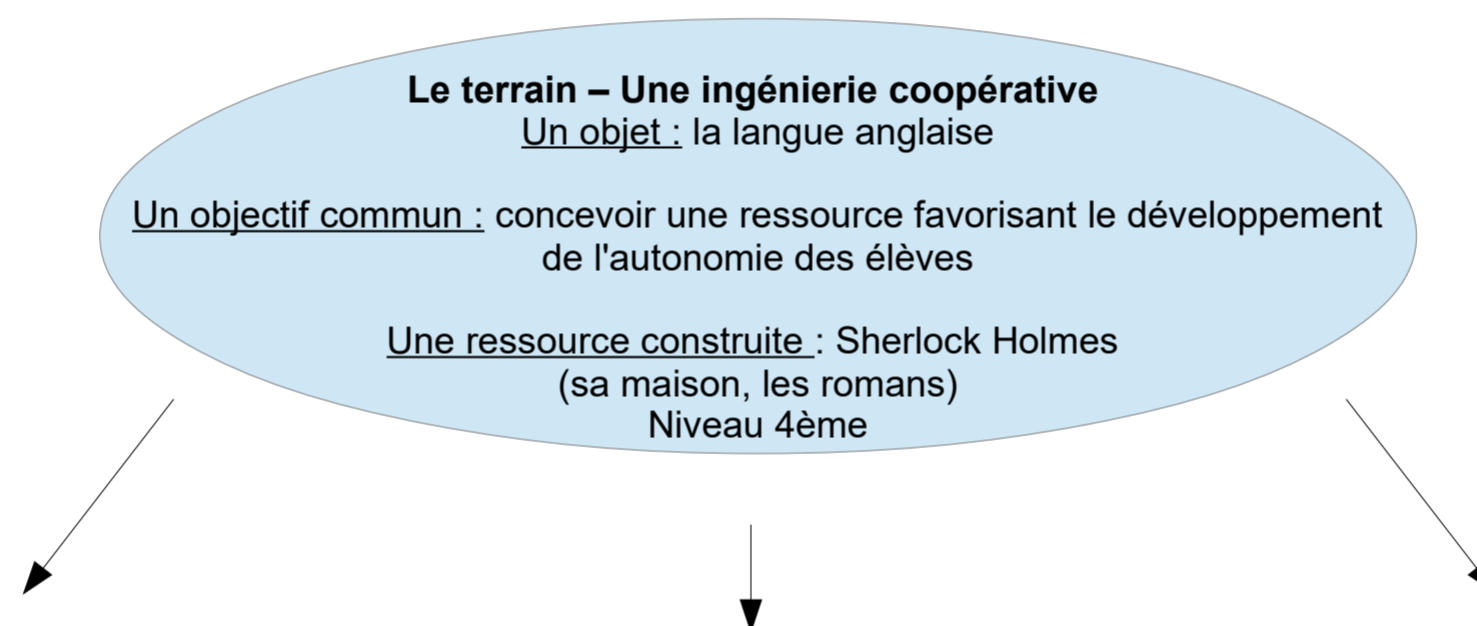 Le terrain – Une ingénierie coopérative
Un objet : la langue anglaise
Un objectif commun : concevoir une ressource favorisant le développement
de l'autonomie des élèves
Une ressource construite : Sherlock Holmes
(sa maison, les romans)
Niveau 4ème